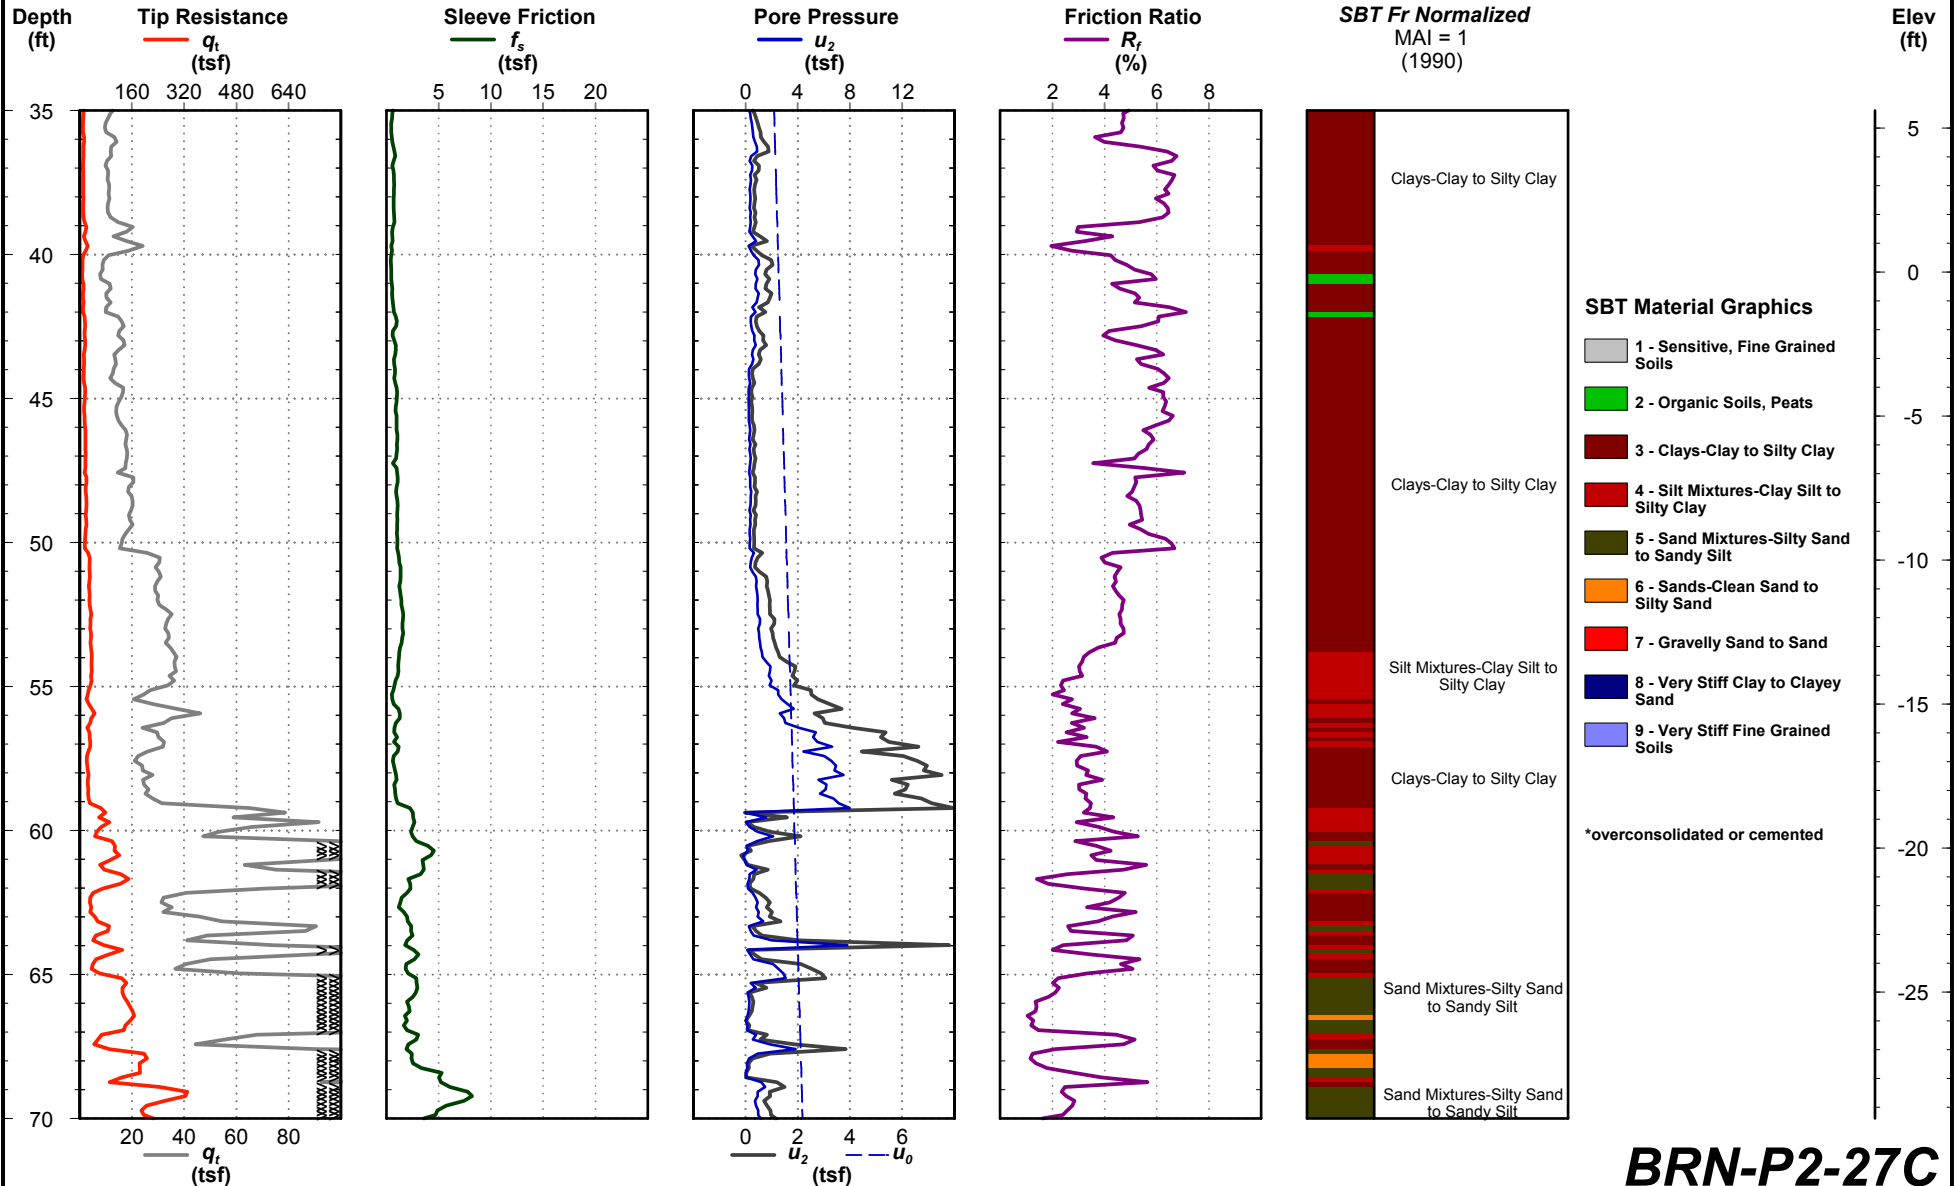 Depth
(ft)
Tip Resistance
qt
(tsf)
160 320 480 640
Sleeve Friction
fs
(tsf)
5 10 15 20
Pore Pressure
u2
(tsf)
0 4 8 12
Friction Ratio
Rf
(%)
2 4 6 8
SBT Fr Normalized
MAI = 1
(1990)
Elev
(ft)
35
40
45
50
55
60
65
70
Clays-Clay to Silty Clay
Clays-Clay to Silty Clay
Silt Mixtures-Clay Silt to
Silty Clay
Clays-Clay to Silty Clay
Sand Mixtures-Silty Sand
to Sandy Silt
Sand Mixtures-Silty Sand
to Sandy Silt
SBT Material Graphics
1 - Sensitive, Fine Grained
Soils
2 - Organic Soils, Peats
3 - Clays-Clay to Silty Clay
4 - Silt Mixtures-Clay Silt to
Silty Clay
5 - Sand Mixtures-Silty Sand
to Sandy Silt
6 - Sands-Clean Sand to
Silty Sand
7 - Gravelly Sand to Sand
8 - Very Stiff Clay to Clayey
Sand
9 - Very Stiff Fine Grained
Soils
*overconsolidated or cemented
5
0
-5
-10
-15
-20
-25
20 40 60 80
qt
(tsf)
0 2 4 6
u2 u0
(tsf)
BRN-P2-27C